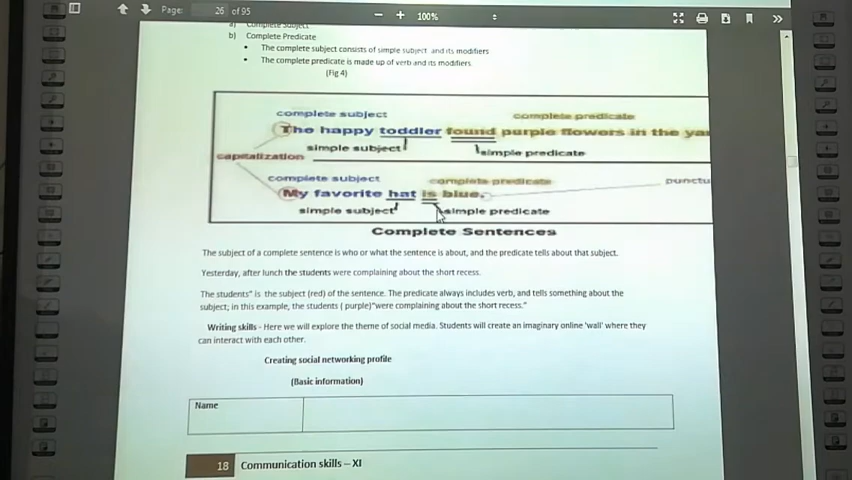 Page: 26 of 95
100%
a) Complete Subject
b) Complete Predicate
• The complete subject consists of simple subject and its modifiers
• The complete predicate is made up of verb and its modifiers
(Fig 4)
complete subject complete predicate
The happy toddler found purple flowers in the ya
simple subject simple predicate
capitalization
complete subject complete predicate punctu
My favorite hat is blue.
simple subject simple predicate
Complete Sentences
The subject of a complete sentence is who or what the sentence is about, and the predicate tells about that subject.
Yesterday, after lunch the students were complaining about the short recess.
The students" is the subject (red) of the sentence. The predicate always includes verb, and tells something about the
subject; in this example, the students ( purple)"were complaining about the short recess."
Writing skills - Here we will explore the theme of social media. Students will create an imaginary online 'wall' where they
can interact with each other.
Creating social networking profile
(Basic information)
Name
18 Communication skills – XI